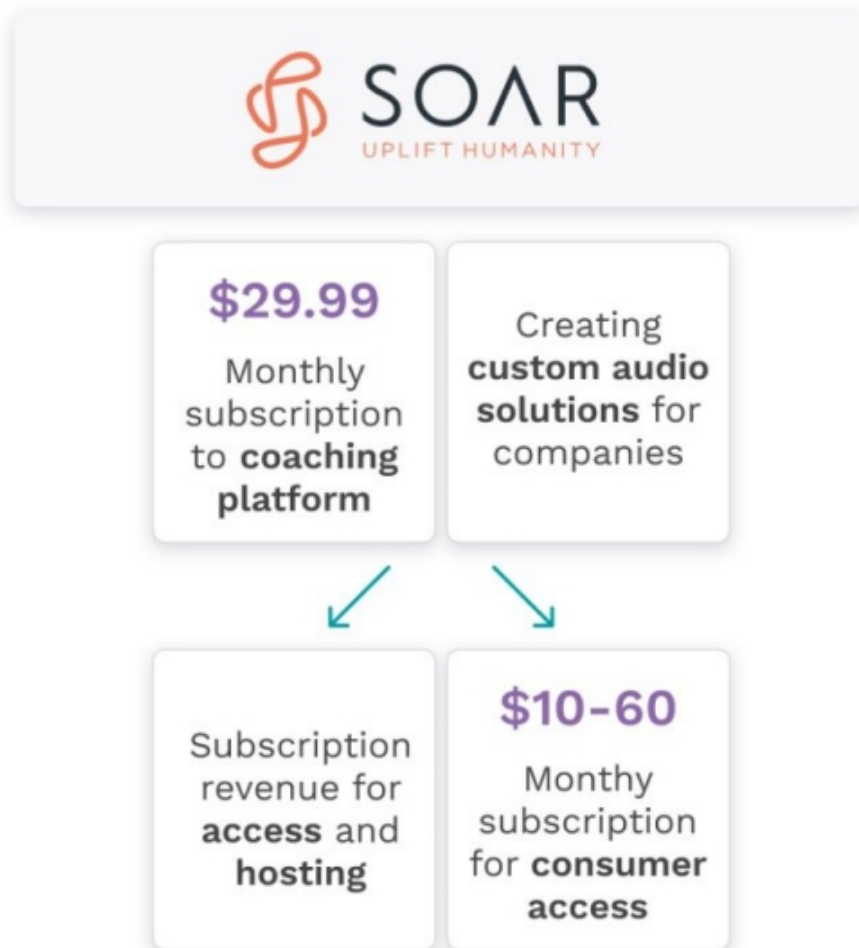 SOAR
UPLIFT HUMANITY
$29.99
Monthly
subscription
to coaching
platform
Creating
custom audio
solutions for
companies
Subscription
revenue for
access and
hosting
$10-60
Monthy
subscription
for consumer
access